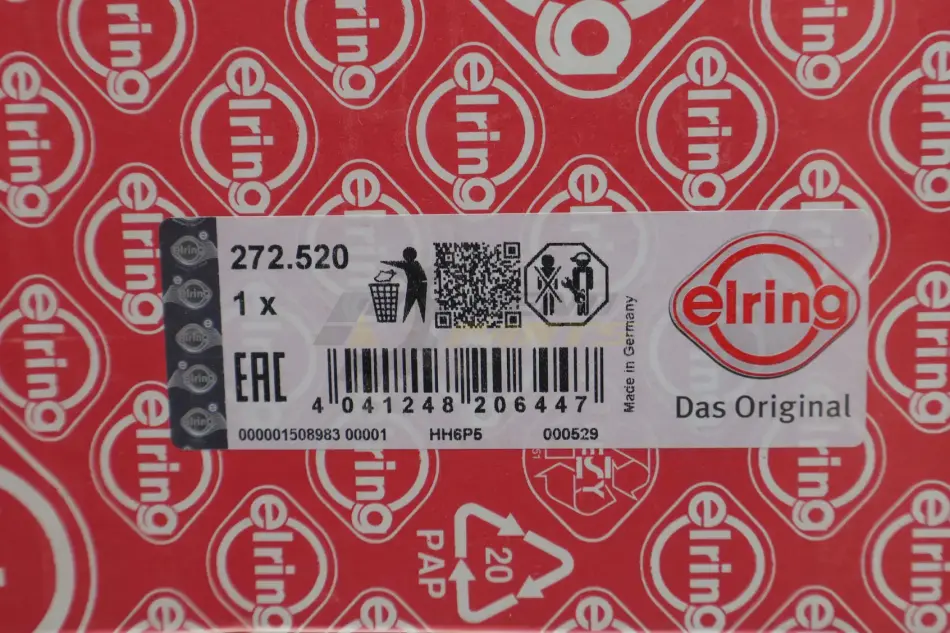 272.520
1 x
EAC
4 041248 206447
000001508983 00001 HH6P5 000529
Made in Germany
elring
Das Original
20
PAP